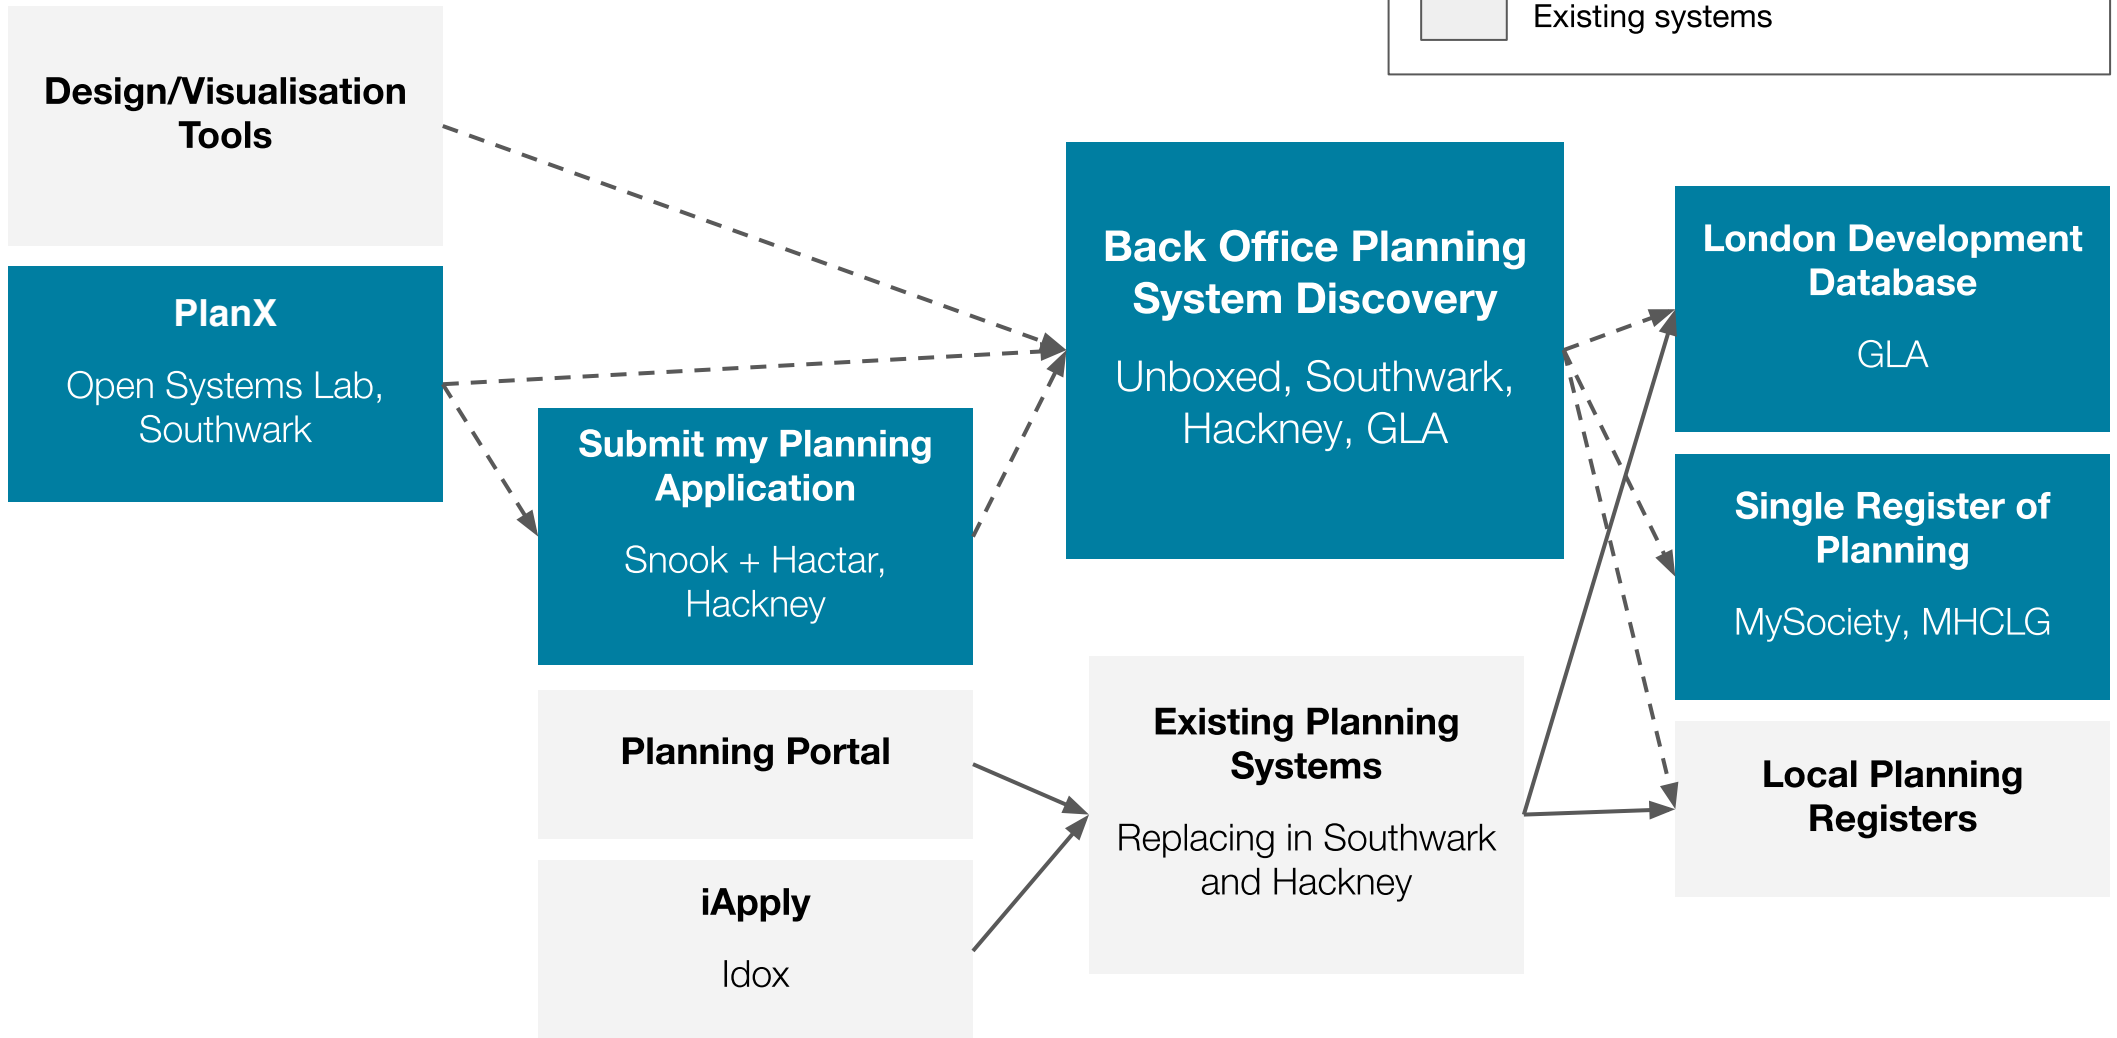 Existing systems
Design/Visualisation
Tools
PlanX
Open Systems Lab,
Southwark
Submit my Planning
Application
Snook + Hactar,
Hackney
Planning Portal
iApply
Idox
Back Office Planning
System Discovery
Unboxed, Southwark,
Hackney, GLA
Existing Planning
Systems
Replacing in Southwark
and Hackney
London Development
Database
GLA
Single Register of
Planning
MySociety, MHCLG
Local Planning
Registers